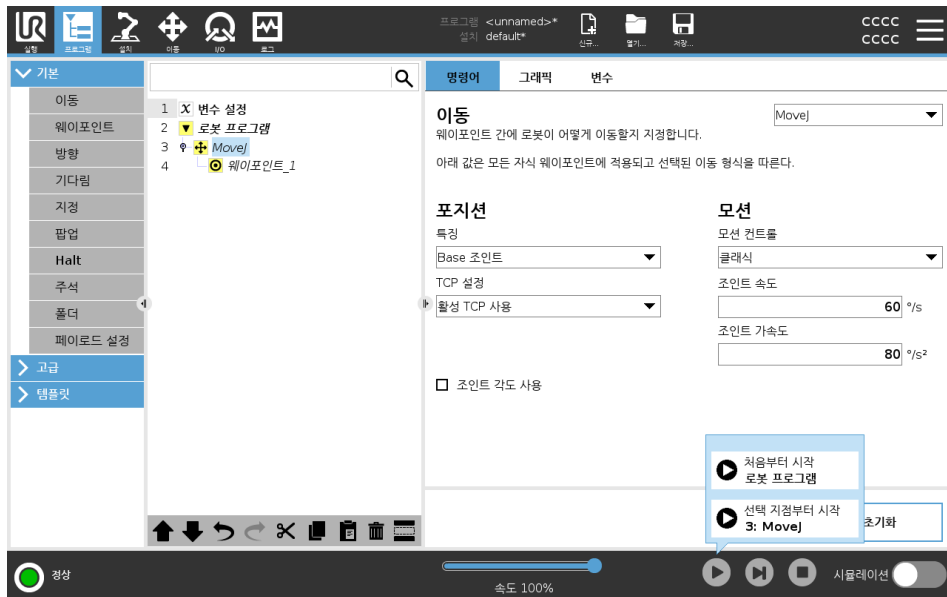 UR
실행
프로그램
설치
이동
I/O
로그
프로그램 <unnamed>*
설치 default*
신규...
열기...
저장...
CCCC
CCCC
기본
이동
웨이포인트
방향
기다림
지정
팝업
Halt
주석
폴더
페이로드 설정
고급
템플릿
1 X 변수 설정
2 로봇 프로그램
3 MoveJ
4 웨이포인트_1
명령어 그래픽 변수
이동
MoveJ
웨이포인트 간에 로봇이 어떻게 이동할지 지정합니다.
아래 값은 모든 자식 웨이포인트에 적용되고 선택된 이동 형식을 따른다.
포지션
특징
Base 조인트
TCP 설정
활성 TCP 사용
조인트 각도 사용
모션
모션 컨트롤
클래식
조인트 속도
60 °/s
조인트 가속도
80 °/s²
처음부터 시작
로봇 프로그램
선택 지점부터 시작
3: MoveJ
초기화
정상
속도 100%
시뮬레이션